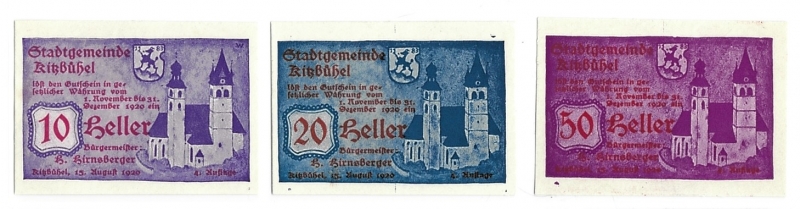 Stadtgemeinde
Kitzbühel
löst den Gutschein in ge=
setzlicher Währung vom
1. November bis 31.
Dezember 1920 ein
10 Heller
Bürgermeister:
H. Hirnsberger
Kitzbühel, 15. August 1920 4. Auflage
Stadtgemeinde
Kitzbühel
löst den Gutschein in ge=
setzlicher Währung vom
1. November bis 31.
Dezember 1920 ein
20 Heller
Bürgermeister:
H. Hirnsberger
Kitzbühel, 15. August 1920 4. Auflage
Stadtgemeinde
Kitzbühel
löst den Gutschein in ge=
setzlicher Währung vom
1. November bis 31.
Dezember 1920 ein
50 Heller
Bürgermeister:
H. Hirnsberger
Kitzbühel, 15. August 1920 4. Auflage